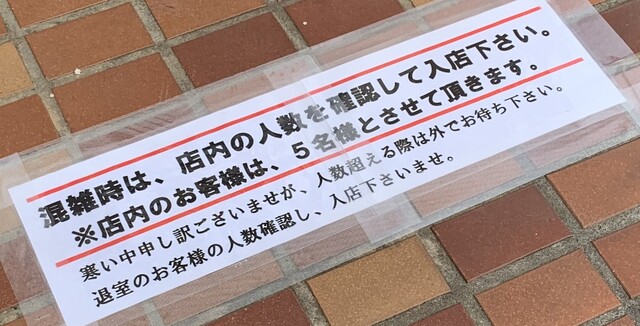 混雑時は、店内の人数を確認して入店下さい。
※店内のお客様は、5名様とさせて頂きます。
寒い中申し訳ございませが、人数超える際は外でお待ち下さい。
退室のお客様の人数確認し、入店下さいませ。